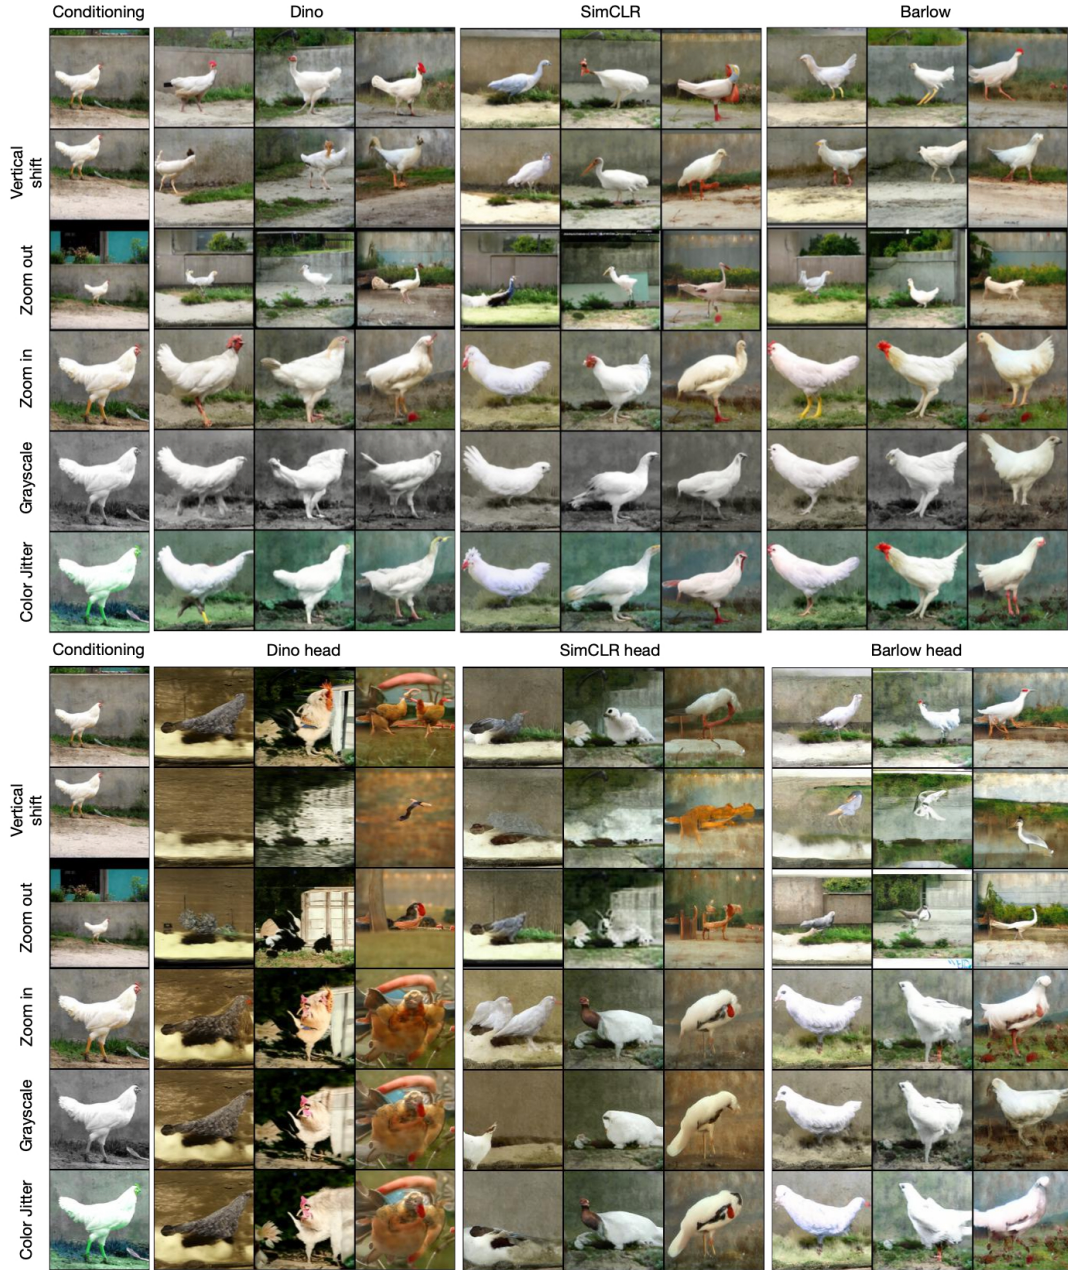 Conditioning
Dino
SimCLR
Barlow
Vertical
shift
Zoom out
Zoom in
Grayscale
Color Jitter
Conditioning
Dino head
SimCLR head
Barlow head
Vertical
shift
Zoom out
Zoom in
Grayscale
Color Jitter